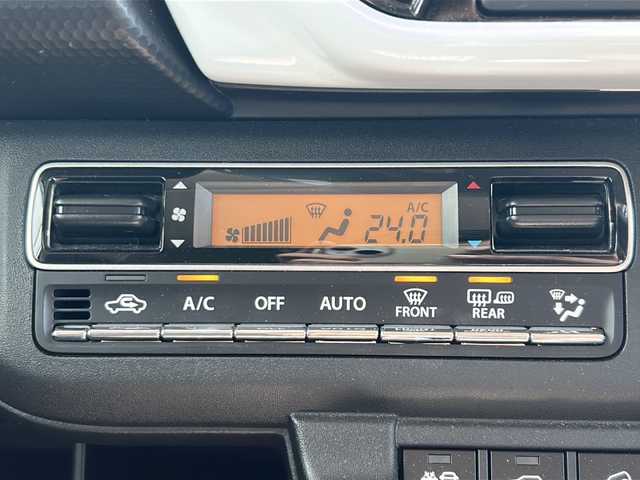 A/C
24.0
A/C OFF AUTO FRONT REAR